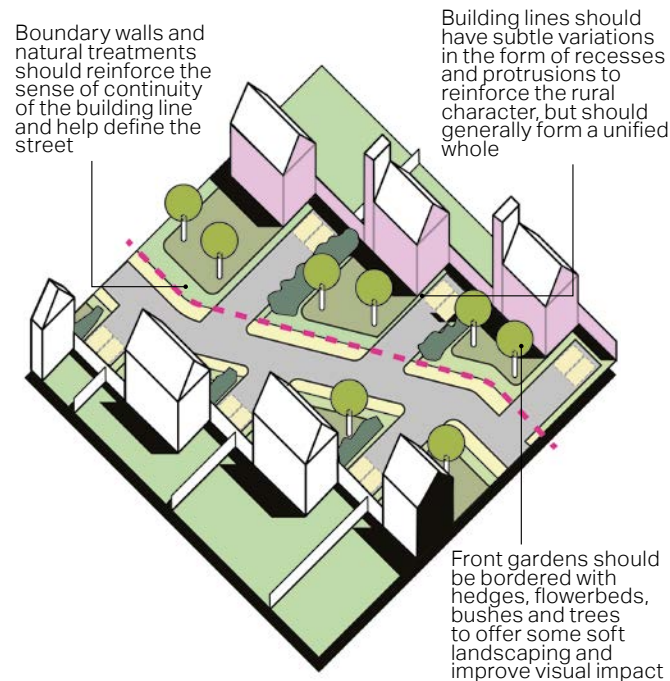 Boundary walls and
natural treatments
should reinforce the
sense of continuity
of the building line
and help define the
street
Building lines should
have subtle variations
in the form of recesses
and protrusions to
reinforce the rural
character, but should
generally form a unified
whole
Front gardens should
be bordered with
hedges, flowerbeds,
bushes and trees
to offer some soft
landscaping and
improve visual impact